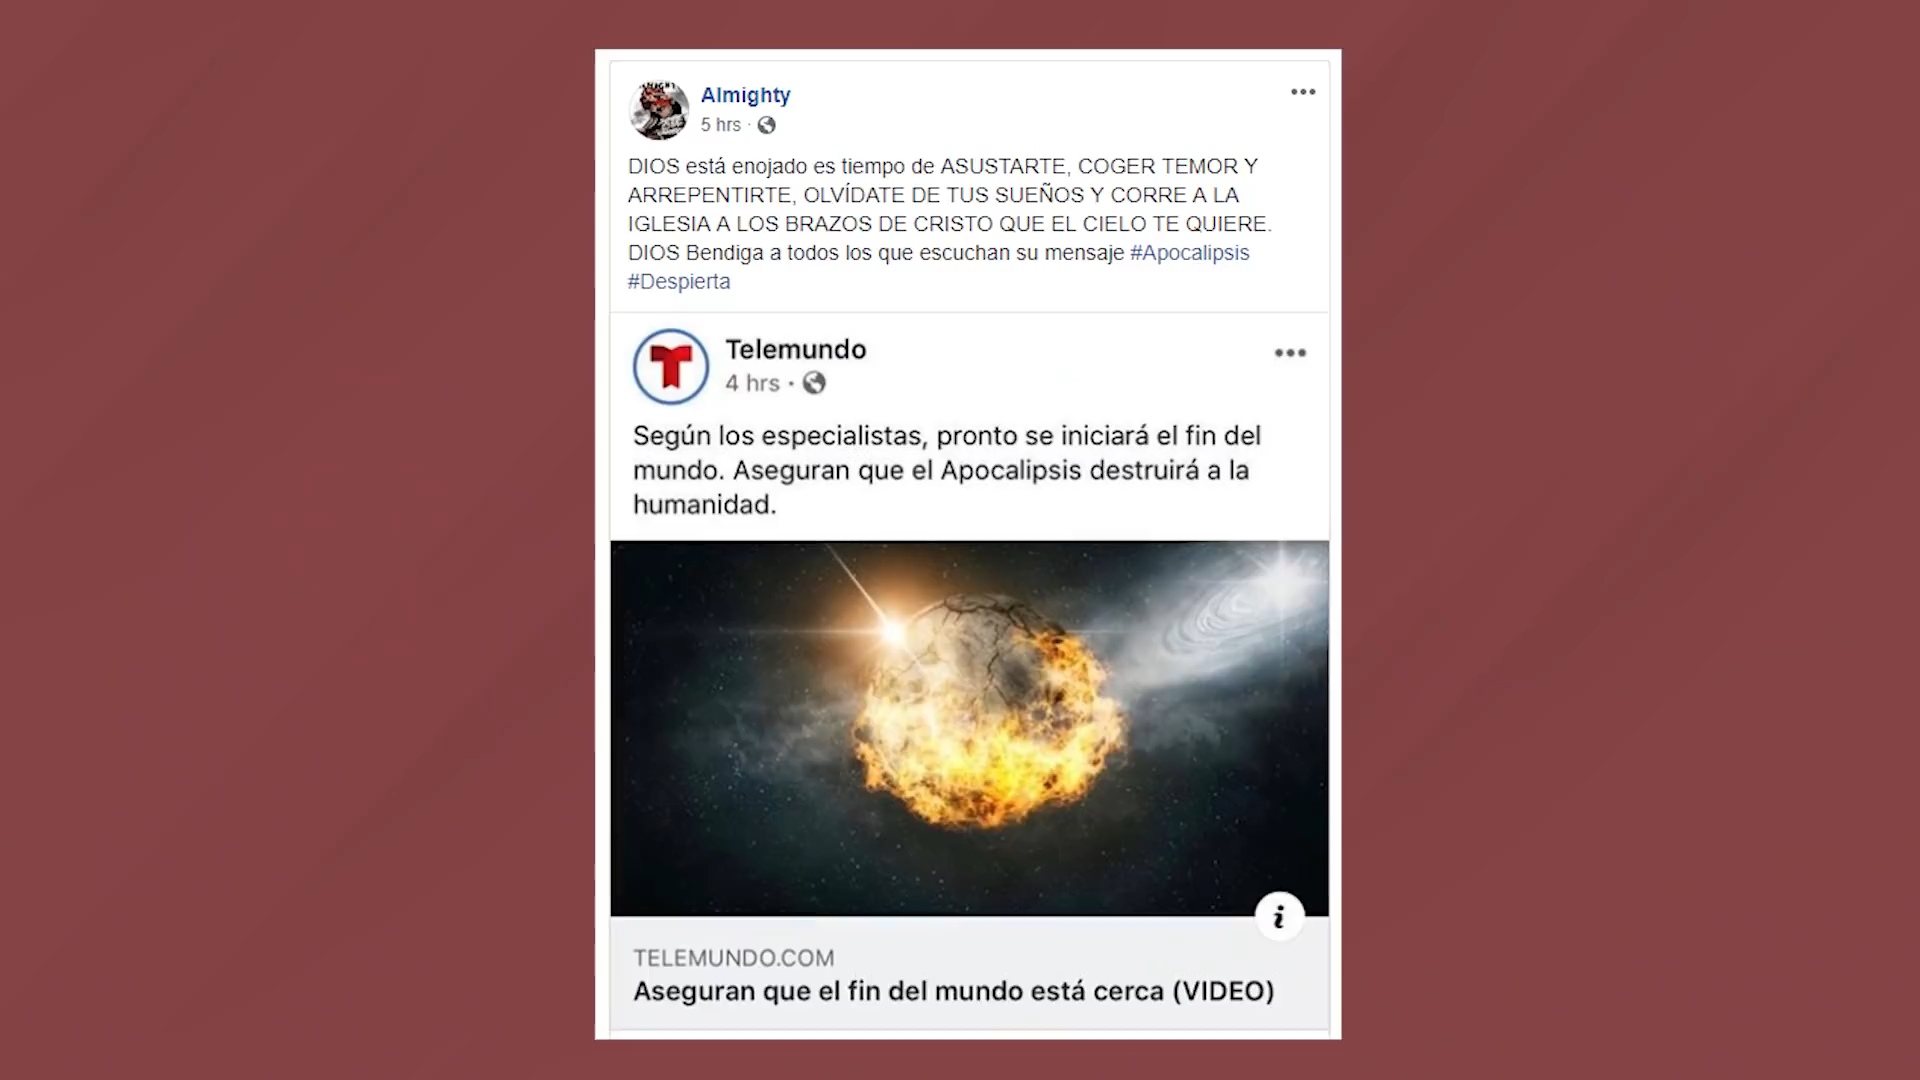 Almighty
5 hrs ·
DIOS está enojado es tiempo de ASUSTARTE, COGER TEMOR Y
ARREPENTIRTE, OLVÍDATE DE TUS SUEÑOS Y CORRE A LA
IGLESIA A LOS BRAZOS DE CRISTO QUE EL CIELO TE QUIERE.
DIOS Bendiga a todos los que escuchan su mensaje #Apocalipsis
#Despierta
Telemundo
4 hrs ·
Según los especialistas, pronto se iniciará el fin del
mundo. Aseguran que el Apocalipsis destruirá a la
humanidad.
TELEMUNDO.COM
Aseguran que el fin del mundo está cerca (VIDEO)